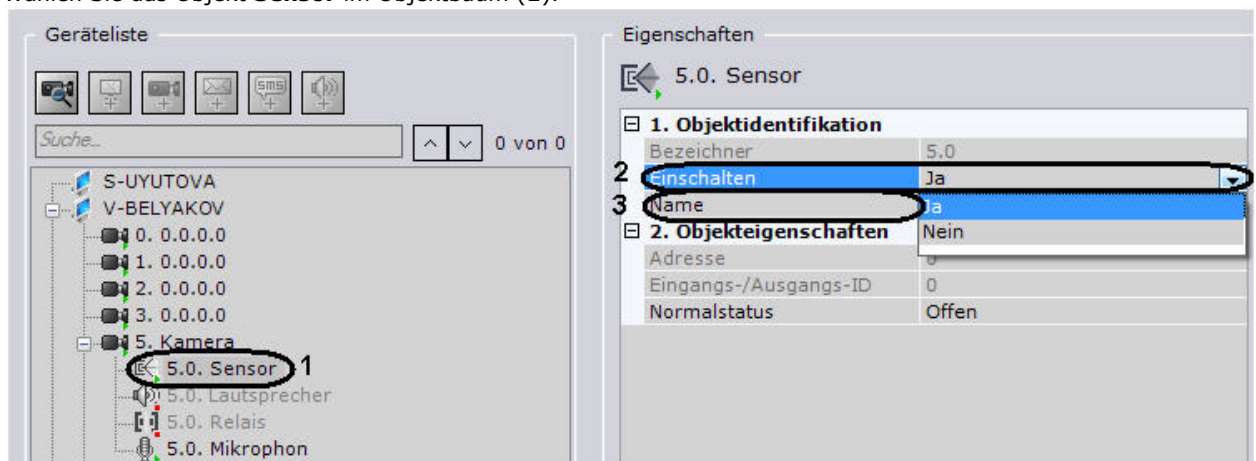 Wählen Sie das Objekt Sensor im Objektbaum (1).
Geräteliste
SMS
Suche...
0 von 0
S-UYUTOVA
V-BELYAKOV
0. 0.0.0.0
1. 0.0.0.0
2. 0.0.0.0
3. 0.0.0.0
5. Kamera
5.0. Sensor 1
5.0. Lautsprecher
5.0. Relais
5.0. Mikrophon
Eigenschaften
5.0. Sensor
1. Objektidentifikation
Bezeichner 5.0
2 Einschalten Ja
3 Name Ja
Nein
2. Objekteigenschaften
Adresse 0
Eingangs-/Ausgangs-ID 0
Normalstatus Offen